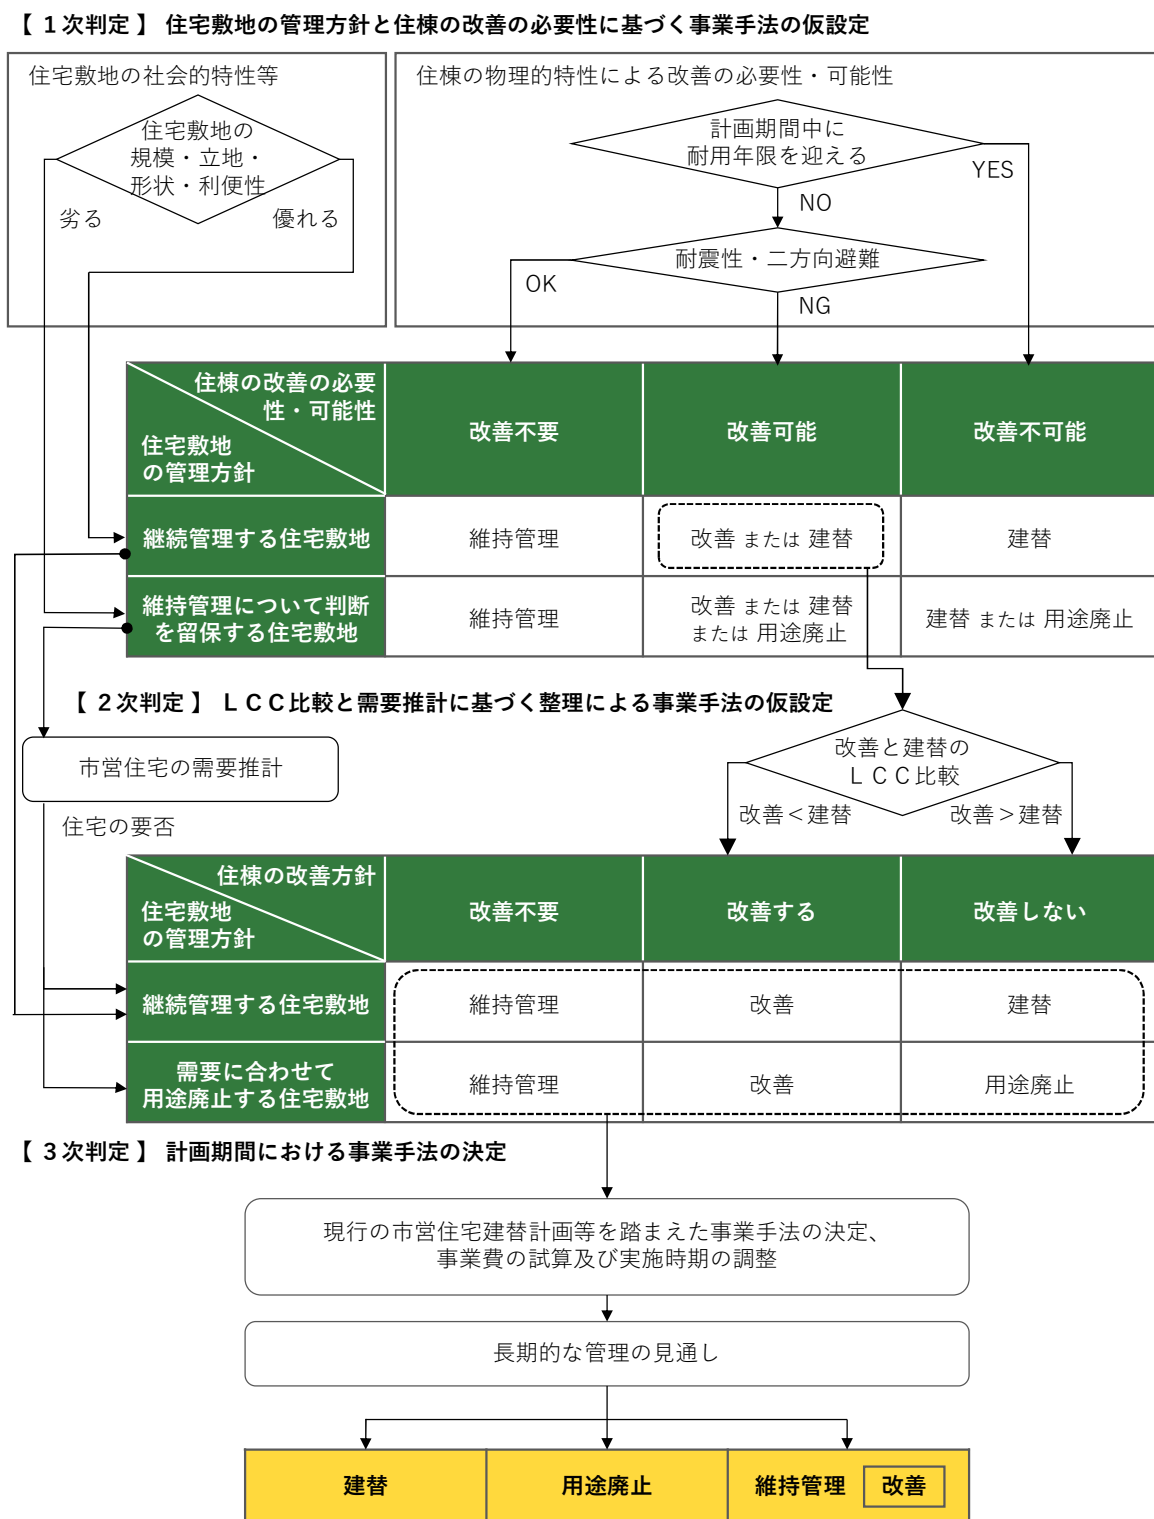 【 １次判定 】 住宅敷地の管理方針と住棟の改善の必要性に基づく事業手法の仮設定
住宅敷地の社会的特性等
住宅敷地の
規模・立地・
形状・利便性
劣る
優れる
住棟の物理的特性による改善の必要性・可能性
計画期間中に
耐用年限を迎える
YES
NO
耐震性・二方向避難
OK
NG
住棟の改善の必要
性・可能性
住宅敷地
の管理方針
改善不要
改善可能
改善不可能
継続管理する住宅敷地
維持管理
改善 または 建替
建替
維持管理について判断
を留保する住宅敷地
維持管理
改善 または 建替
または 用途廃止
建替 または 用途廃止
【 ２次判定 】 ＬＣＣ比較と需要推計に基づく整理による事業手法の仮設定
市営住宅の需要推計
住宅の要否
改善と建替の
ＬＣＣ比較
改善＜建替
改善＞建替
住棟の改善方針
住宅敷地
の管理方針
改善不要
改善する
改善しない
継続管理する住宅敷地
維持管理
改善
建替
需要に合わせて
用途廃止する住宅敷地
維持管理
改善
用途廃止
【 ３次判定 】 計画期間における事業手法の決定
現行の市営住宅建替計画等を踏まえた事業手法の決定、
事業費の試算及び実施時期の調整
長期的な管理の見通し
建替
用途廃止
維持管理 改善